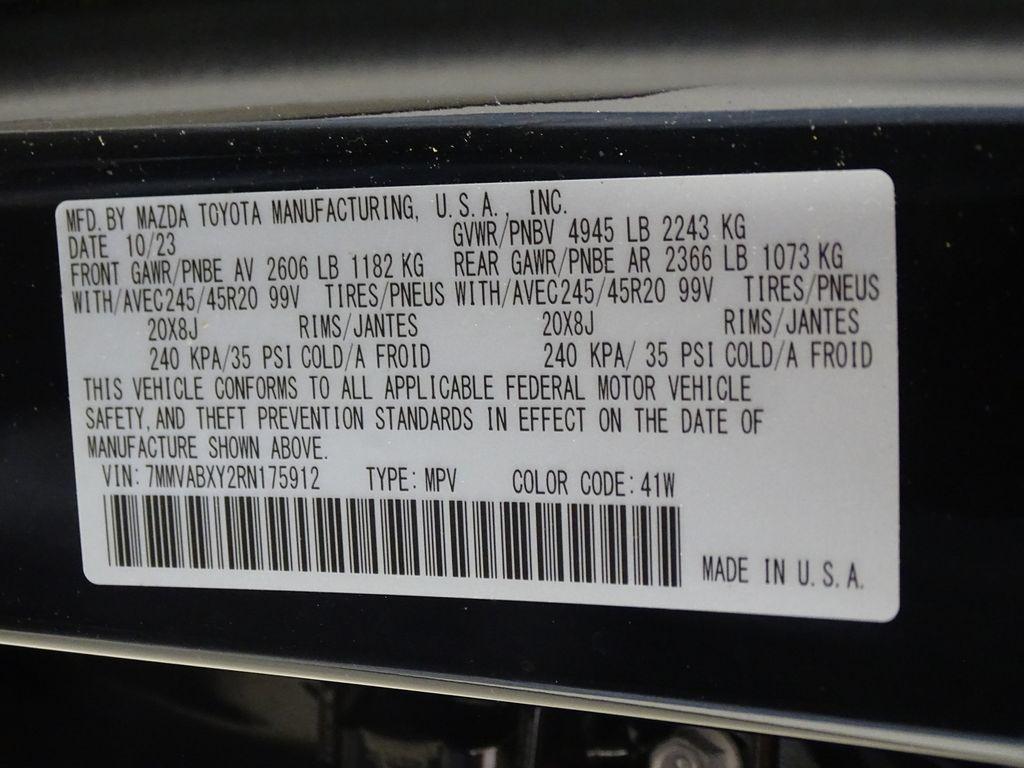 MFD. BY MAZDA TOYOTA MANUFACTURING, U.S.A., INC.
DATE 10/23 GVWR/PNBV 4945 LB 2243 KG
FRONT GAWR/PNBE AV 2606 LB 1182 KG REAR GAWR/PNBE AR 2366 LB 1073 KG
WITH/AVEC245/45R20 99V TIRES/PNEUS WITH/AVEC245/45R20 99V TIRES/PNEUS
20X8J RIMS/JANTES 20X8J RIMS/JANTES
240 KPA/35 PSI COLD/A FROID 240 KPA/ 35 PSI COLD/A FROID
THIS VEHICLE CONFORMS TO ALL APPLICABLE FEDERAL MOTOR VEHICLE
SAFETY, AND THEFT PREVENTION STANDARDS IN EFFECT ON THE DATE OF
MANUFACTURE SHOWN ABOVE.
VIN: 7MMVABXY2RN175912 TYPE: MPV COLOR CODE: 41W
MADE IN U.S.A.